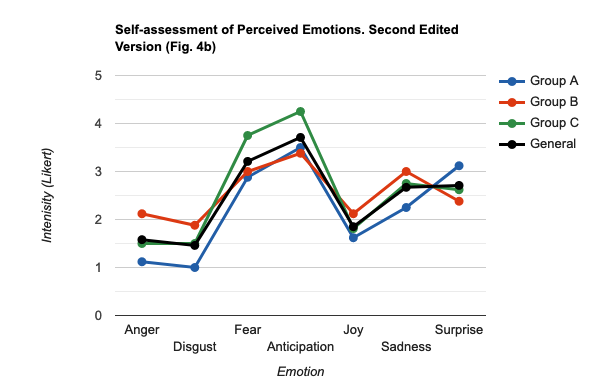 Self-assessment of Perceived Emotions. Second Edited
Version (Fig. 4b)
5
4
3
2
1
0
Intenisity (Likert)
Anger
Disgust
Fear
Anticipation
Joy
Sadness
Surprise
Emotion
Group A
Group B
Group C
General